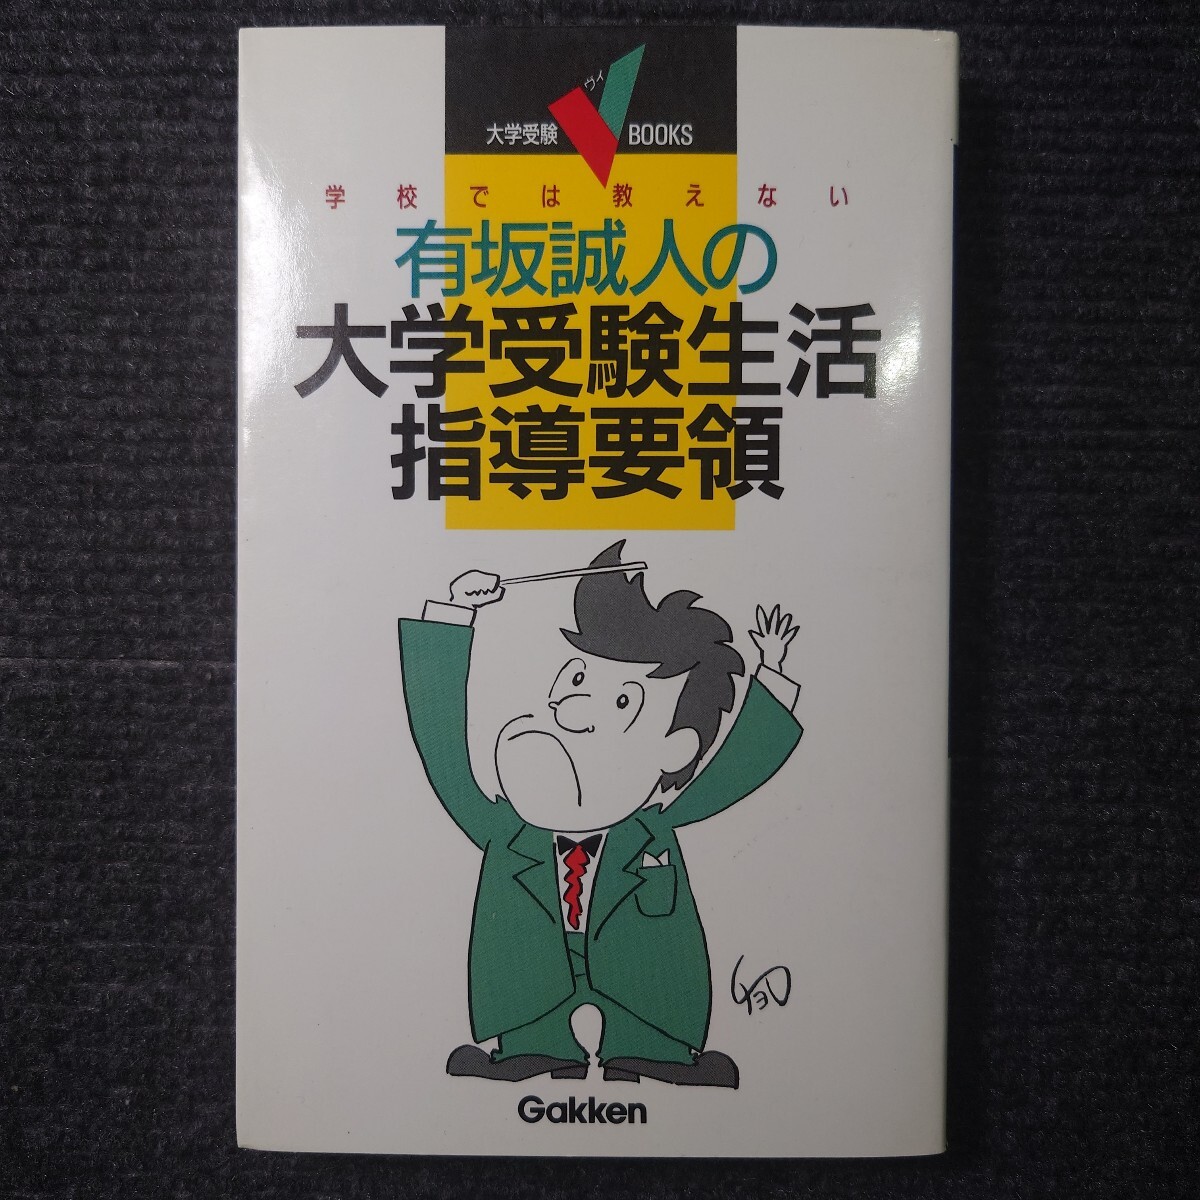 ヴィ
大学受験 V BOOKS
学校では教えない
有坂誠人の
大学受験生活
指導要領
Gakken